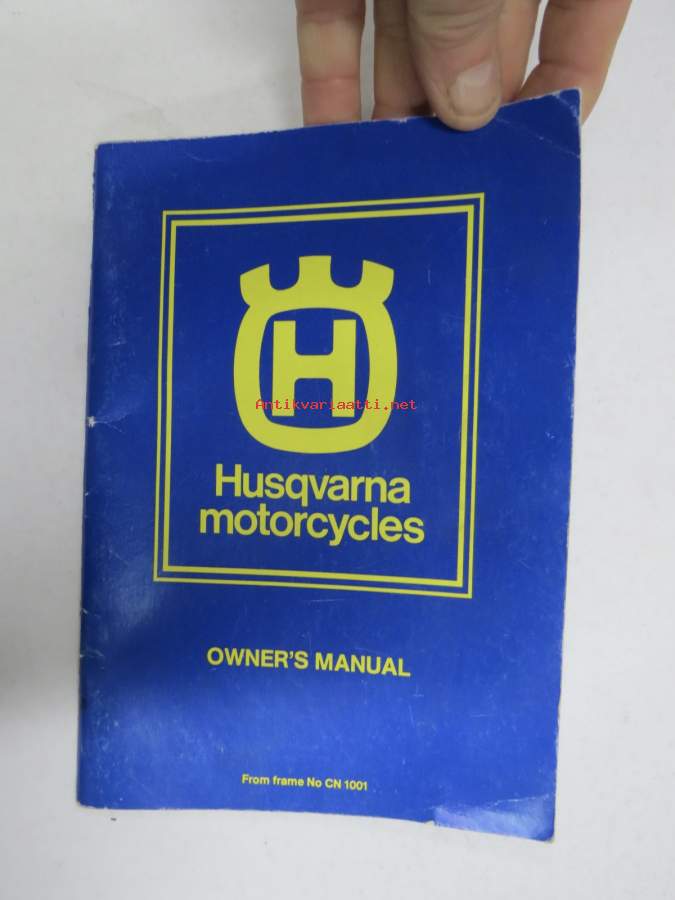 H
Antikvariaatti.net
Husqvarna
motorcycles
OWNER'S MANUAL
From frame No CN 1001